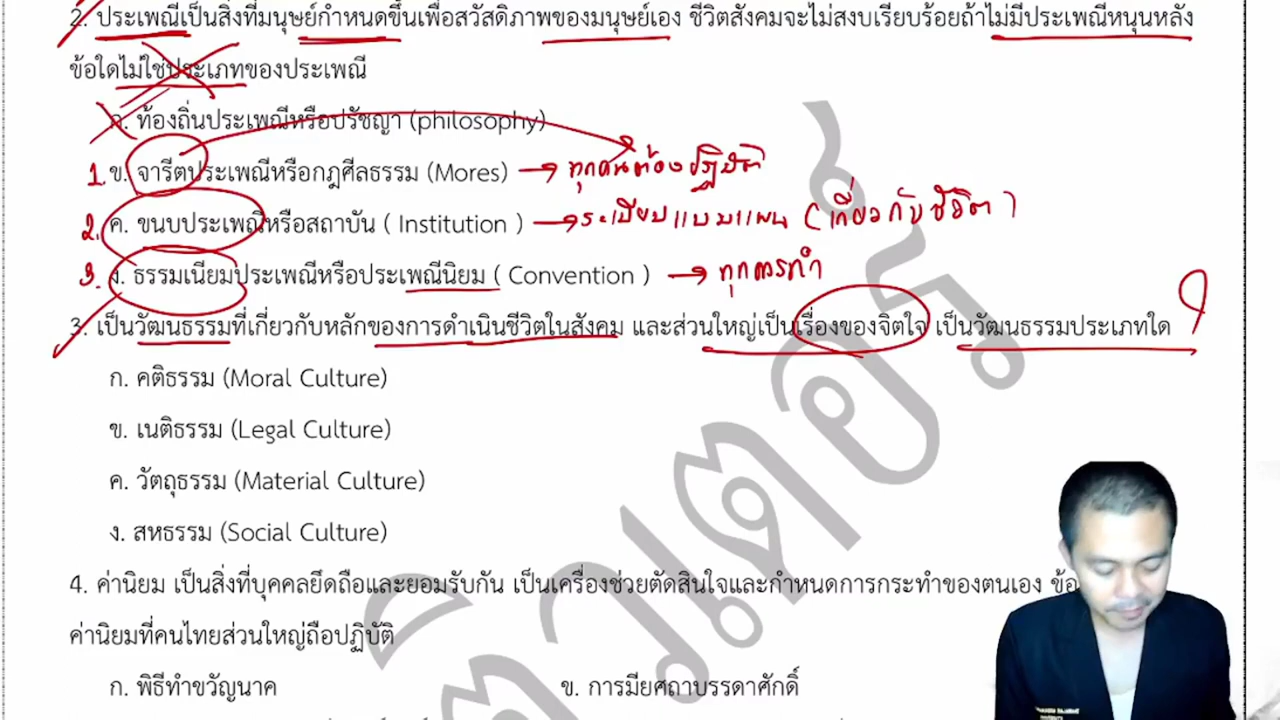 2. ประเพณีเป็นสิ่งที่มนุษย์กำหนดขึ้นเพื่อสวัสดิภาพของมนุษย์เอง ชีวิตสังคมจะไม่สงบเรียบร้อยถ้าไม่มีประเพณีหนุนหลัง
ข้อใดไม่ใช่ประเภทของประเพณี
ก. ท้องถิ่นประเพณีหรือปรัชญา (philosophy)
1. ข. จารีตประเพณีหรือกฎศีลธรรม (Mores) → ทุกคนต้องปฏิบัติ
2. ค. ขนบประเพณีหรือสถาบัน ( Institution ) → ระเบียบแบบแผน (เกี่ยวกับชีวิต)
3. ง. ธรรมเนียมประเพณีหรือประเพณีนิยม ( Convention ) → ทุกควรทำ
3. เป็นวัฒนธรรมที่เกี่ยวกับหลักของการดำเนินชีวิตในสังคม และส่วนใหญ่เป็นเรื่องของจิตใจ เป็นวัฒนธรรมประเภทใด ?
ก. คติธรรม (Moral Culture)
ข. เนติธรรม (Legal Culture)
ค. วัตถุธรรม (Material Culture)
ง. สหธรรม (Social Culture)
4. ค่านิยม เป็นสิ่งที่บุคคลยึดถือและยอมรับกัน เป็นเครื่องช่วยตัดสินใจและกำหนดการกระทำของตนเอง
ค่านิยมที่คนไทยส่วนใหญ่ถือปฏิบัติ
ก. พิธีทำขวัญนาค ข. การมียศถาบรรดาศักดิ์